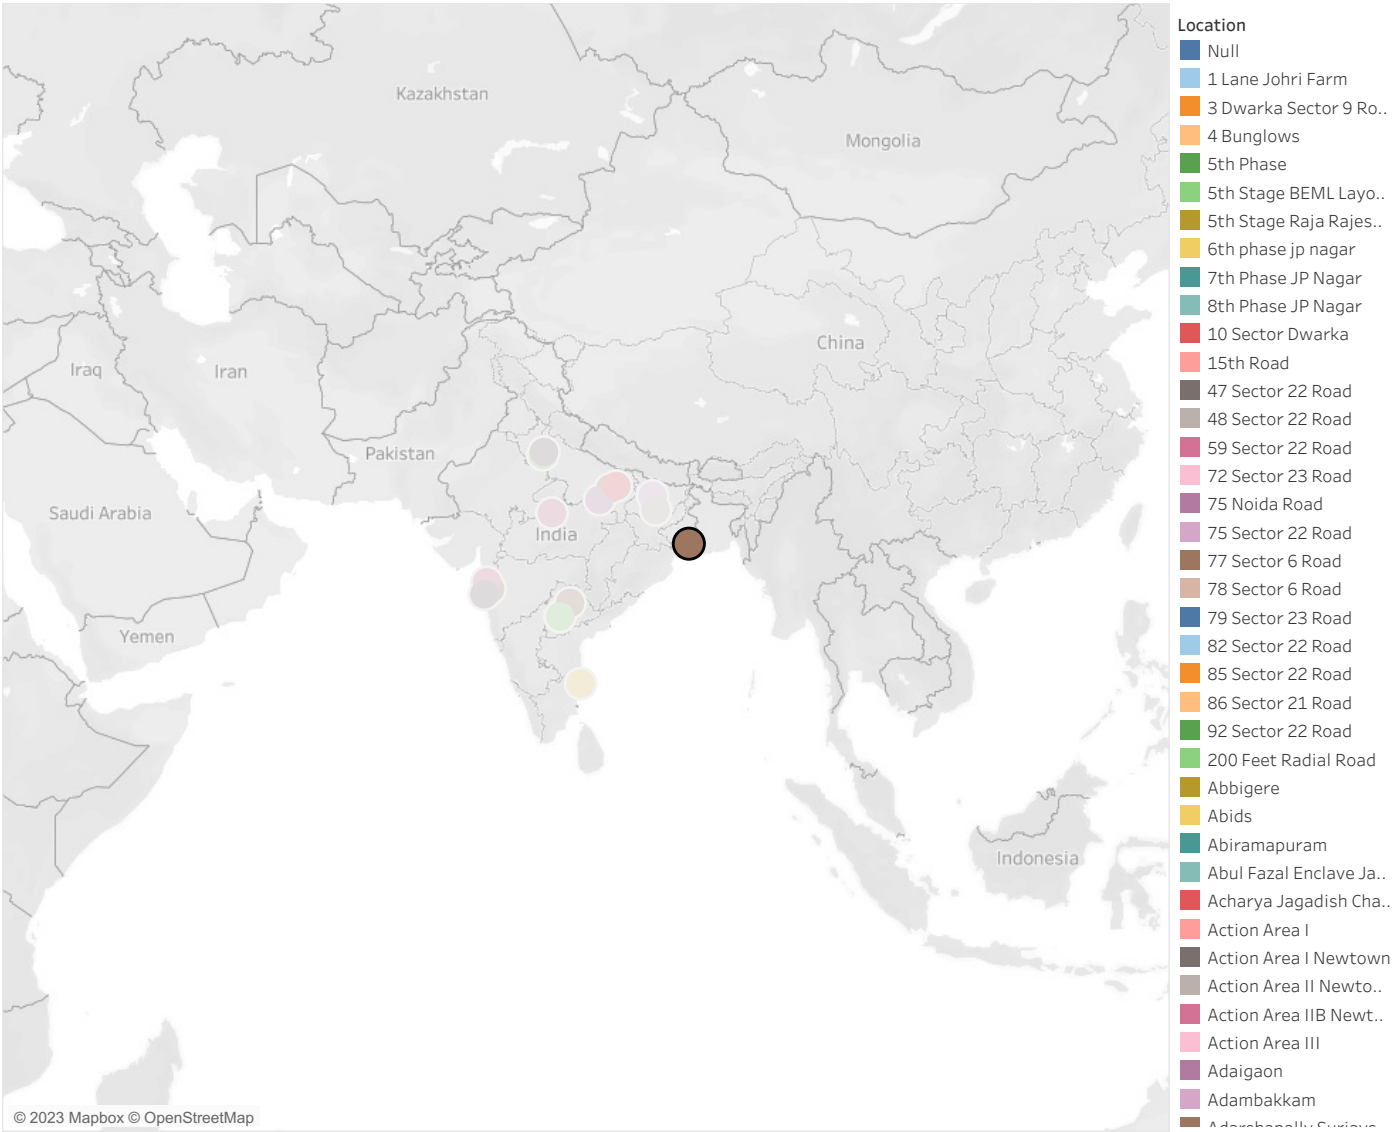 Kazakhstan
Mongolia
China
Iraq
Iran
Pakistan
Saudi Arabia
India
Yemen
Indonesia
© 2023 Mapbox © OpenStreetMap
Location
Null
1 Lane Johri Farm
3 Dwarka Sector 9 Ro..
4 Bunglows
5th Phase
5th Stage BEML Layo..
5th Stage Raja Rajes..
6th phase jp nagar
7th Phase JP Nagar
8th Phase JP Nagar
10 Sector Dwarka
15th Road
47 Sector 22 Road
48 Sector 22 Road
59 Sector 22 Road
72 Sector 23 Road
75 Noida Road
75 Sector 22 Road
77 Sector 6 Road
78 Sector 6 Road
79 Sector 23 Road
82 Sector 22 Road
85 Sector 22 Road
86 Sector 21 Road
92 Sector 22 Road
200 Feet Radial Road
Abbigere
Abids
Abiramapuram
Abul Fazal Enclave Ja..
Acharya Jagadish Cha..
Action Area I
Action Area I Newtown
Action Area II Newto..
Action Area IIB Newt..
Action Area III
Adaigaon
Adambakkam